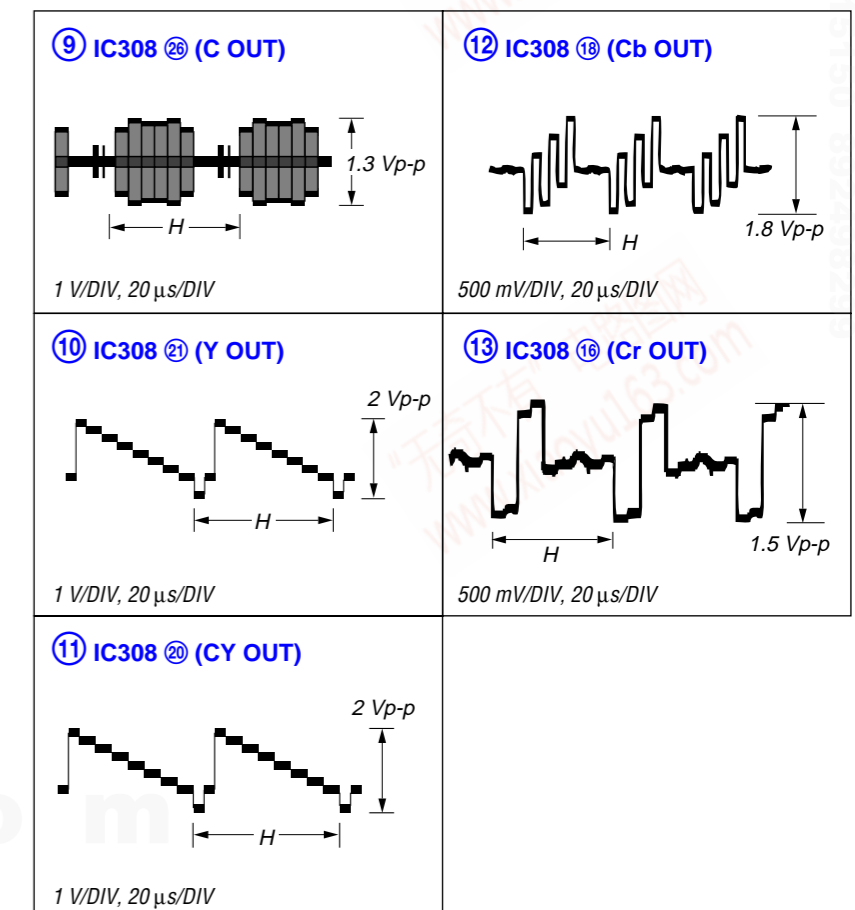 ⑨ IC308 ㉖ (C OUT)
1.3 Vp-p
H
1 V/DIV, 20 µs/DIV
⑫ IC308 ⑱ (Cb OUT)
1.8 Vp-p
H
500 mV/DIV, 20 µs/DIV
⑩ IC308 ㉑ (Y OUT)
2 Vp-p
H
1 V/DIV, 20 µs/DIV
⑬ IC308 ⑯ (Cr OUT)
1.5 Vp-p
H
500 mV/DIV, 20 µs/DIV
⑪ IC308 ⑳ (CY OUT)
2 Vp-p
H
1 V/DIV, 20 µs/DIV